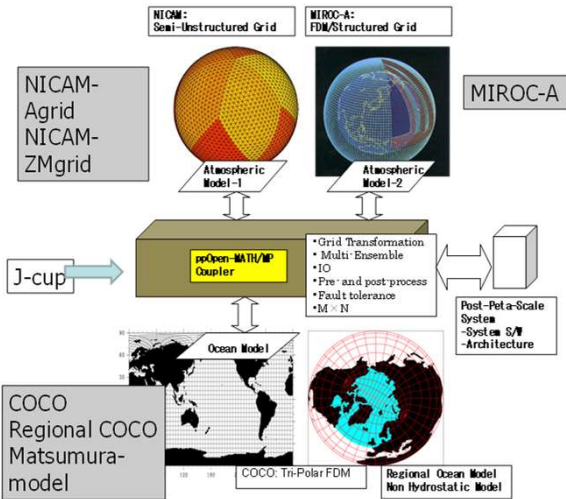 NICAM:
Semi-Unstructured Grid
MIROC-A:
FDM/Structured Grid
NICAM-
Agrid
NICAM-
ZMgrid
MIROC-A
Atmospheric
Model-1
Atmospheric
Model-2
J-cup
ppOpen-MATH/MP
Coupler
•Grid Transformation
•Multi-Ensemble
•IO
•Pre- and post-process
•Fault tolerance
•M×N
Post-Peta-Scale
System
-System S/W
-Architecture
Ocean Model
COCO
Regional COCO
Matsumura-
model
COCO: Tri-Polar FDM
Regional Ocean Model
Non Hydrostatic Model